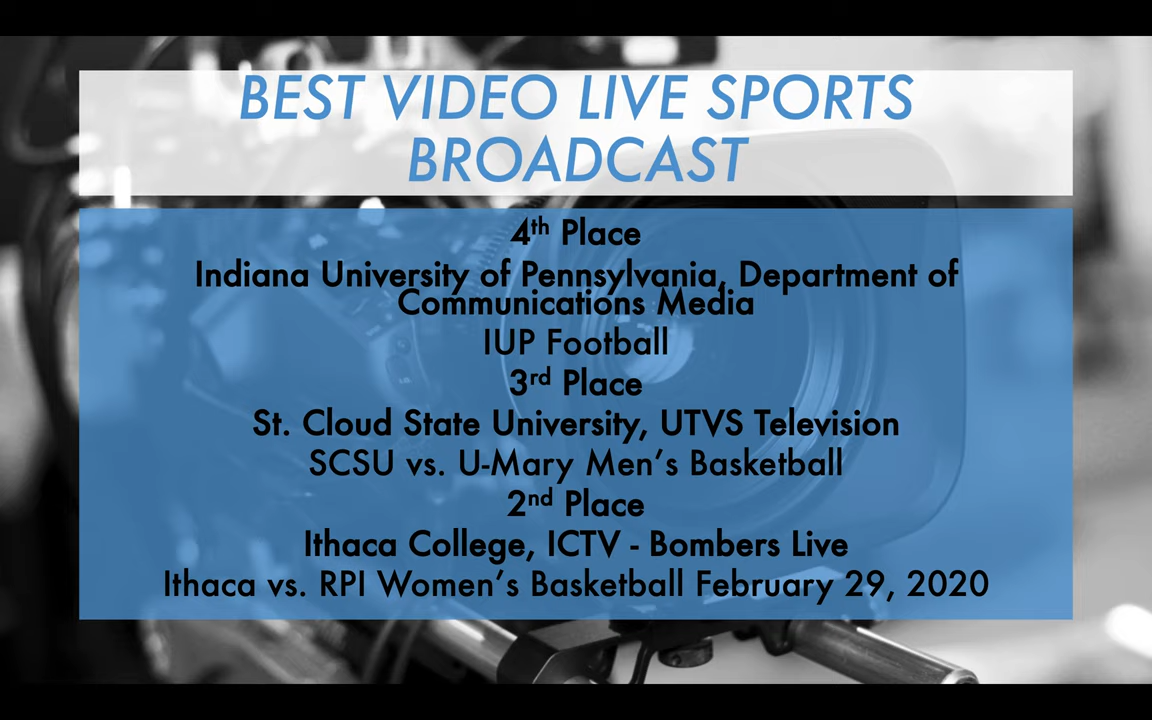 BEST VIDEO LIVE SPORTS
BROADCAST
4th Place
Indiana University of Pennsylvania, Department of
Communications Media
IUP Football
3rd Place
St. Cloud State University, UTVS Television
SCSU vs. U-Mary Men’s Basketball
2nd Place
Ithaca College, ICTV - Bombers Live
Ithaca vs. RPI Women’s Basketball February 29, 2020